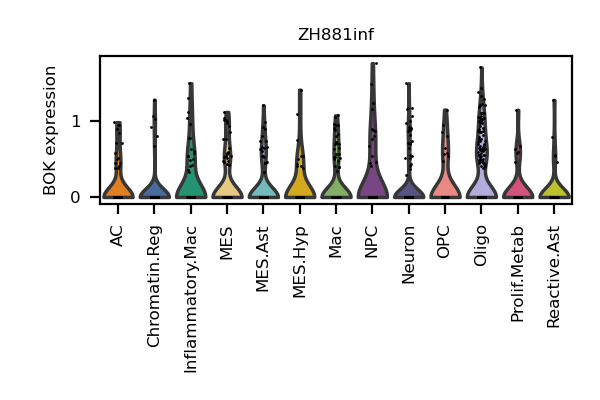 ZH881inf
BOK expression
1
0
AC
Chromatin.Reg
Inflammatory.Mac
MES
MES.Ast
MES.Hyp
Mac
NPC
Neuron
OPC
Oligo
Prolif.Metab
Reactive.Ast